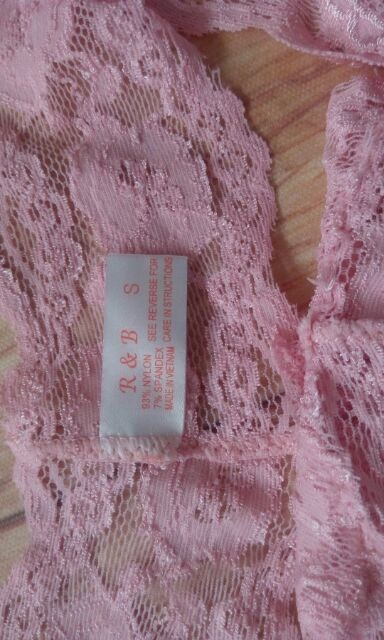 R & B S
93% NYLON SEE REVERSE FOR
7% SPANDEX CARE INSTRUCTIONS
MADE IN VIETNAM